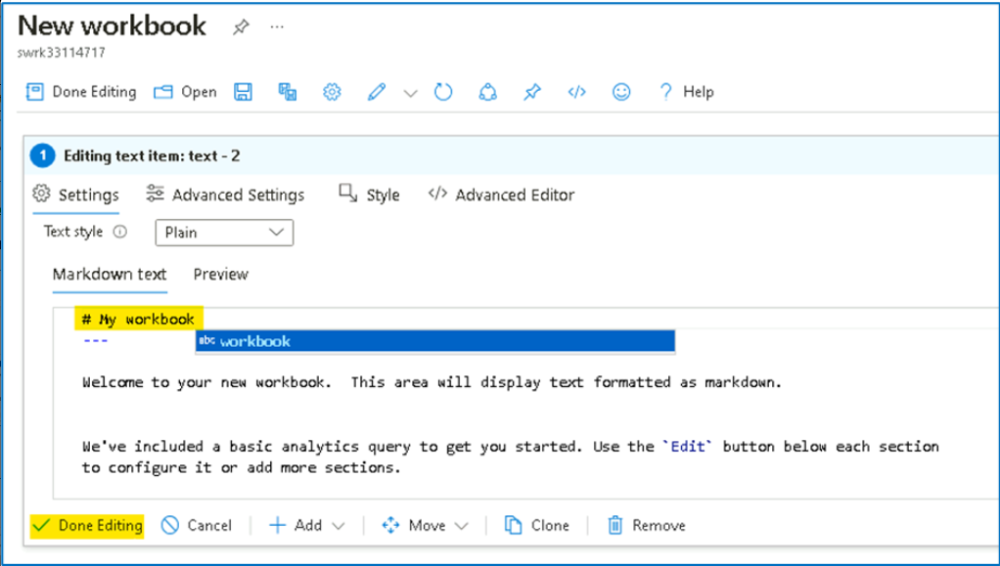 New workbook ...
swrk33114717
Done Editing Open </> ? Help
1 Editing text item: text - 2
Settings Advanced Settings Style </> Advanced Editor
Text style Plain
Markdown text Preview
# My workbook
---
abc workbook
Welcome to your new workbook.  This area will display text formatted as markdown.
We've included a basic analytics query to get you started. Use the `Edit` button below each section
to configure it or add more sections.
Done Editing Cancel Add Move Clone Remove